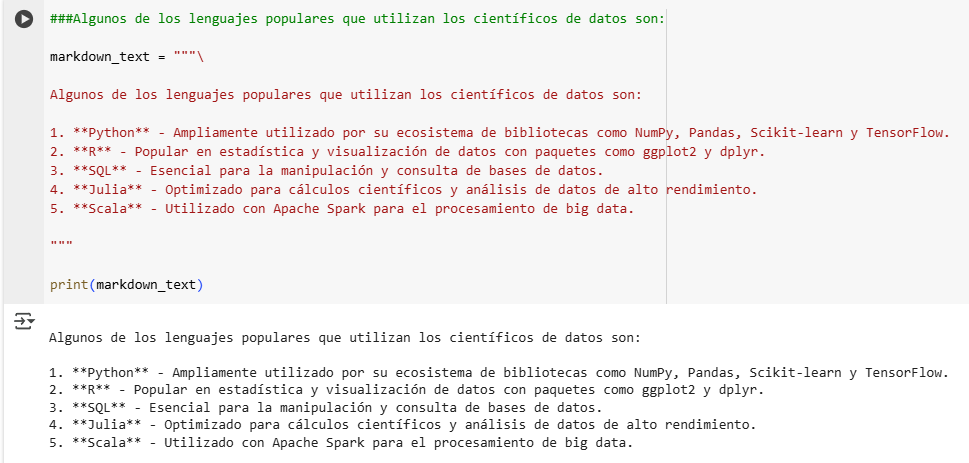 ###Algunos de los lenguajes populares que utilizan los científicos de datos son:
markdown_text = """\
Algunos de los lenguajes populares que utilizan los científicos de datos son:
1. **Python** - Ampliamente utilizado por su ecosistema de bibliotecas como NumPy, Pandas, Scikit-learn y TensorFlow.
2. **R** - Popular en estadística y visualización de datos con paquetes como ggplot2 y dplyr.
3. **SQL** - Esencial para la manipulación y consulta de bases de datos.
4. **Julia** - Optimizado para cálculos científicos y análisis de datos de alto rendimiento.
5. **Scala** - Utilizado con Apache Spark para el procesamiento de big data.
"""
print(markdown_text)
Algunos de los lenguajes populares que utilizan los científicos de datos son:
1. **Python** - Ampliamente utilizado por su ecosistema de bibliotecas como NumPy, Pandas, Scikit-learn y TensorFlow.
2. **R** - Popular en estadística y visualización de datos con paquetes como ggplot2 y dplyr.
3. **SQL** - Esencial para la manipulación y consulta de bases de datos.
4. **Julia** - Optimizado para cálculos científicos y análisis de datos de alto rendimiento.
5. **Scala** - Utilizado con Apache Spark para el procesamiento de big data.